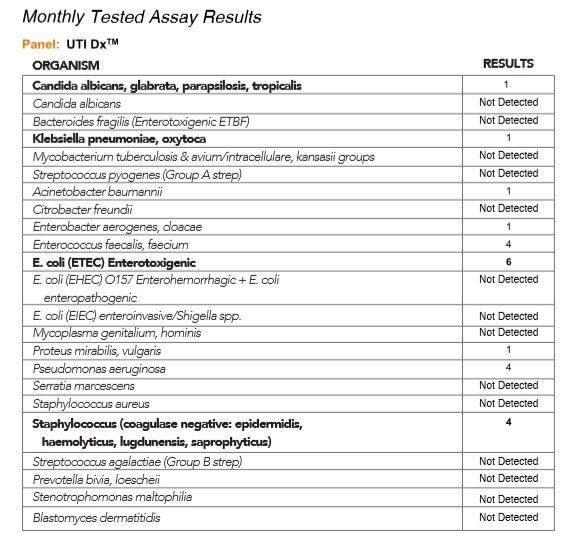 Monthly Tested Assay Results
Panel: UTI Dx™
ORGANISM RESULTS
Candida albicans, glabrata, parapsilosis, tropicalis 1
Candida albicans Not Detected
Bacteroides fragilis (Enterotoxigenic ETBF) Not Detected
Klebsiella pneumoniae, oxytoca 1
Mycobacterium tuberculosis & avium/intracellulare, kansasii groups Not Detected
Streptococcus pyogenes (Group A strep) Not Detected
Acinetobacter baumannii 1
Citrobacter freundii Not Detected
Enterobacter aerogenes, cloacae 1
Enterococcus faecalis, faecium 4
E. coli (ETEC) Enterotoxigenic 6
E. coli (EHEC) O157 Enterohemorrhagic + E. coli Not Detected
enteropathogenic
E. coli (EIEC) enteroinvasive/Shigella spp. Not Detected
Mycoplasma genitalium, hominis Not Detected
Proteus mirabilis, vulgaris 1
Pseudomonas aeruginosa 4
Serratia marcescens Not Detected
Staphylococcus aureus Not Detected
Staphylococcus (coagulase negative: epidermidis, 4
haemolyticus, lugdunensis, saprophyticus)
Streptococcus agalactiae (Group B strep) Not Detected
Prevotella bivia, loescheii Not Detected
Stenotrophomonas maltophilia Not Detected
Blastomyces dermatitidis Not Detected